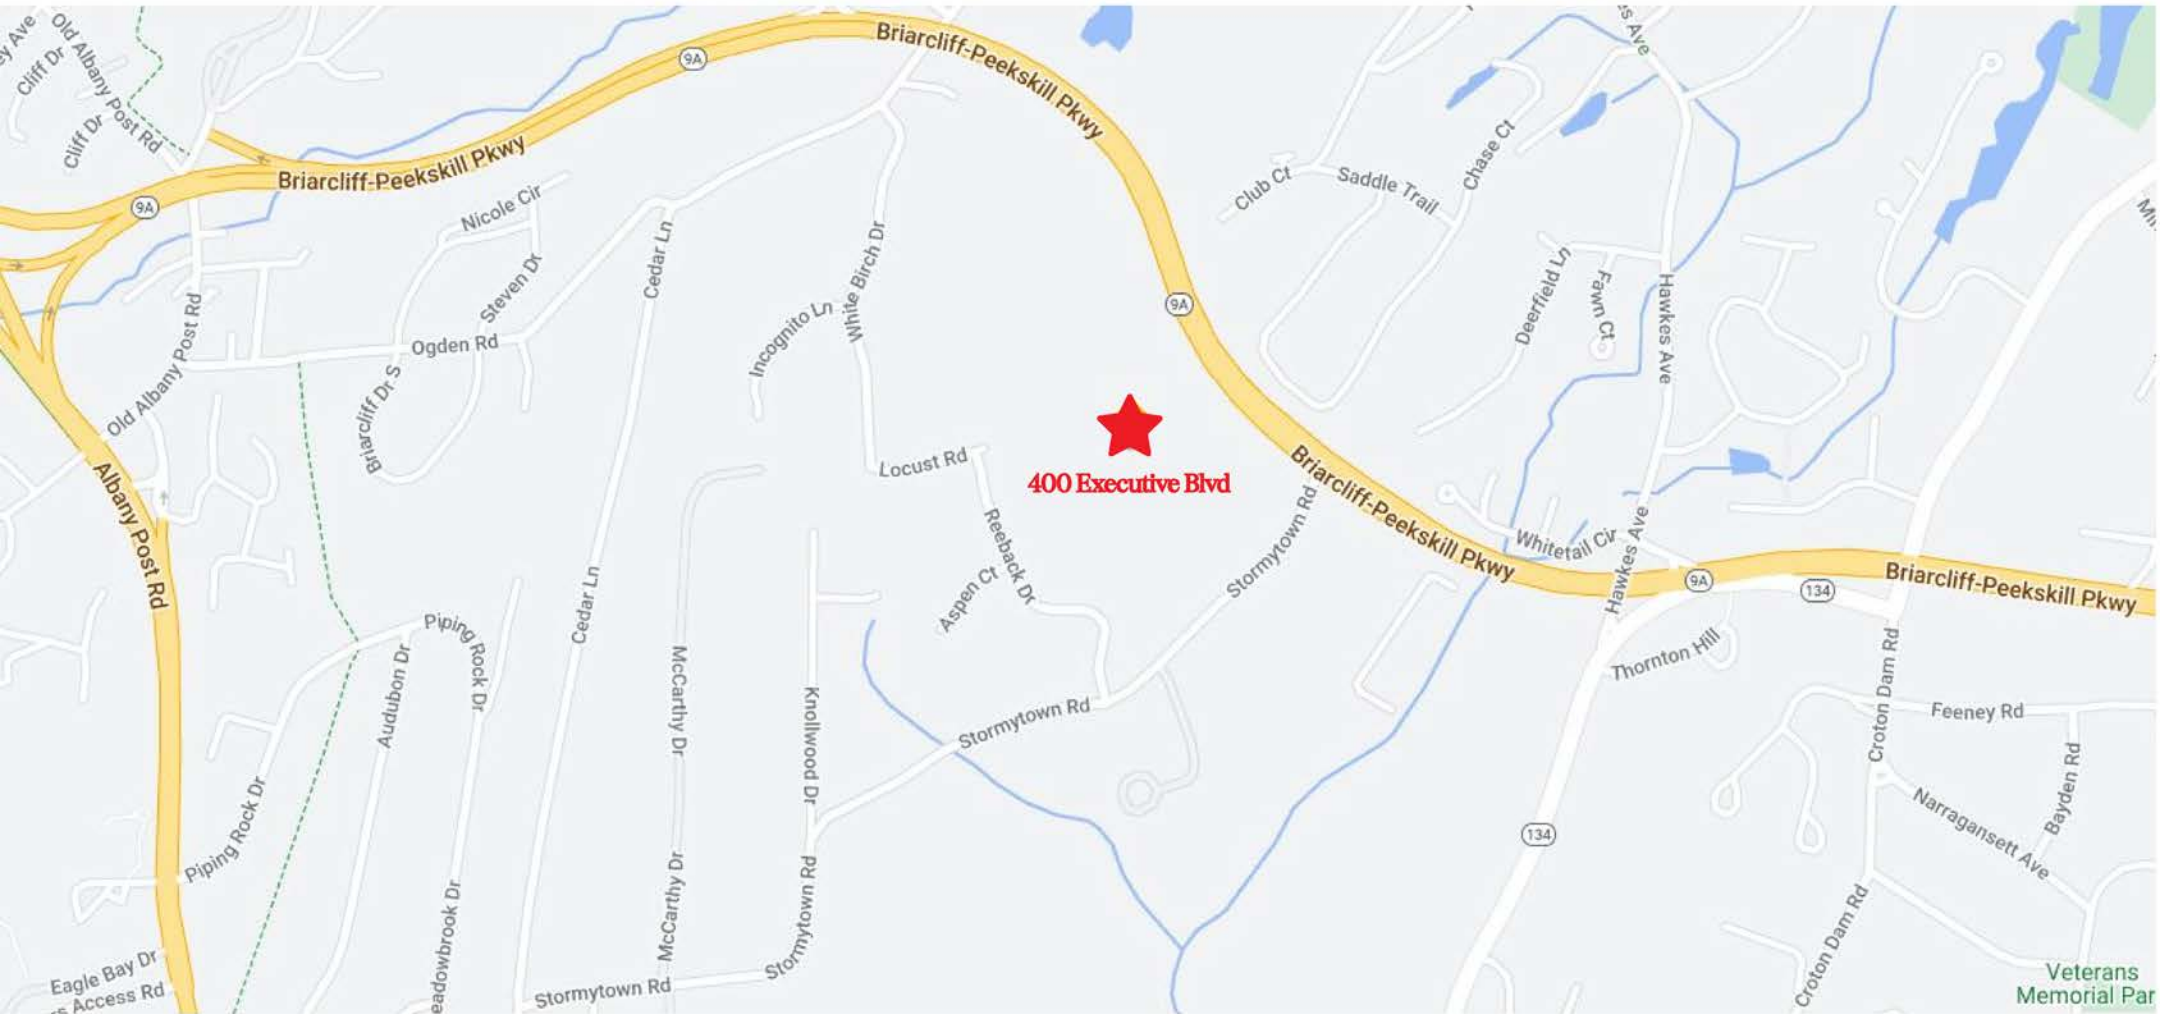 ey Ave
Old Albany Post Rd
Cliff Dr
Cliff Dr
9A
Briarcliff-Peekskill Pkwy
9A
Briarcliff-Peekskill Pkwy
es Ave
Club Ct
Saddle Trail
Chase Ct
Nicole Cir
Steven Dr
Cedar Ln
White Birch Dr
Incognito Ln
Ogden Rd
Old Albany Post Rd
Briarcliff Dr S
9A
Deerfield Ln
Fawn Ct
Hawkes Ave
Locust Rd
400 Executive Blvd
Briarcliff-Peekskill Pkwy
Albany Post Rd
Reeback Dr
Aspen Ct
Stormytown Rd
Whitetail Cir
Hawkes Ave
9A
134
Briarcliff-Peekskill Pkwy
Thornton Hill
Croton Dam Rd
Feeney Rd
Bayden Rd
Narragansett Ave
Piping Rock Dr
Audubon Dr
Cedar Ln
McCarthy Dr
Knollwood Dr
Stormytown Rd
134
Piping Rock Dr
eadowbrook Dr
McCarthy Dr
Stormytown Rd
Stormytown Rd
Croton Dam Rd
Eagle Bay Dr
s Access Rd
Veterans
Memorial Par